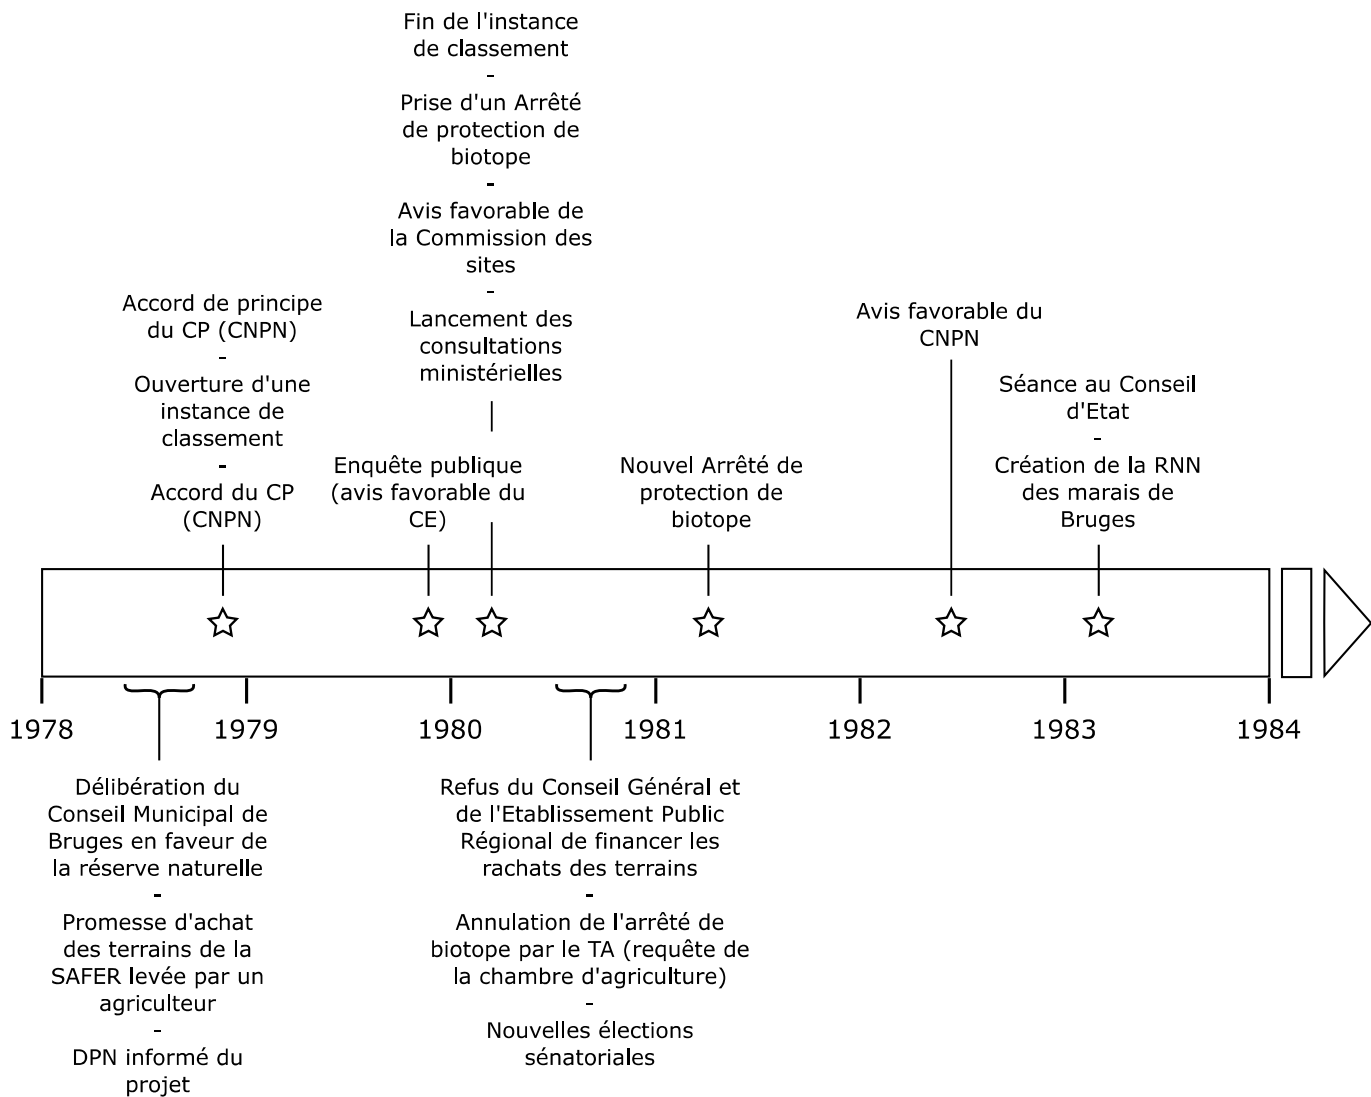 Fin de l'instance
de classement
-
Prise d'un Arrêté
de protection de
biotope
-
Avis favorable de
la Commission des
sites
-
Lancement des
consultations
ministérielles
Accord de principe
du CP (CNPN)
-
Ouverture d'une
instance de
classement
-
Accord du CP
(CNPN)
Enquête publique
(avis favorable du
CE)
Nouvel Arrêté de
protection de
biotope
Avis favorable du
CNPN
Séance au Conseil
d'Etat
-
Création de la RNN
des marais de
Bruges
1978
1979
1980
1981
1982
1983
1984
Délibération du
Conseil Municipal de
Bruges en faveur de
la réserve naturelle
-
Promesse d'achat
des terrains de la
SAFER levée par un
agriculteur
-
DPN informé du
projet
Refus du Conseil Général et
de l'Etablissement Public
Régional de financer les
rachats des terrains
-
Annulation de l'arrêté de
biotope par le TA (requête de
la chambre d'agriculture)
-
Nouvelles élections
sénatoriales